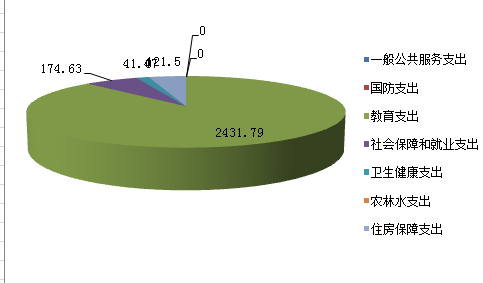 0
0
41.47
121.5
174.63
2431.79
一般公共服务支出
国防支出
教育支出
社会保障和就业支出
卫生健康支出
农林水支出
住房保障支出